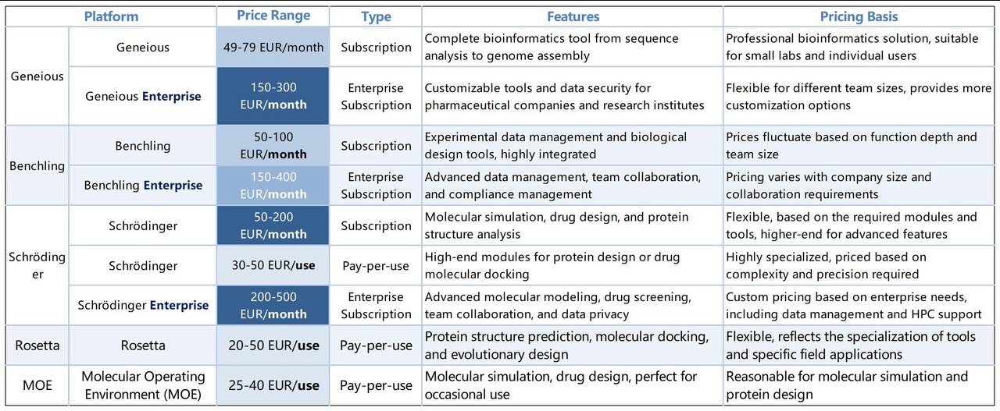 Platform Price Range Type Features Pricing Basis
Geneious
Geneious
49-79 EUR/month
Subscription
Complete bioinformatics tool from sequence
analysis to genome assembly
Professional bioinformatics solution, suitable
for small labs and individual users
Geneious Enterprise
150-300
EUR/month
Enterprise
Subscription
Customizable tools and data security for
pharmaceutical companies and research institutes
Flexible for different team sizes, provides more
customization options
Benchling
Benchling
50-100
EUR/month
Subscription
Experimental data management and biological
design tools, highly integrated
Prices fluctuate based on function depth and
team size
Benchling Enterprise
150-400
EUR/month
Enterprise
Subscription
Advanced data management, team collaboration,
and compliance management
Pricing varies with company size and
collaboration requirements
Schröding
er
Schrödinger
50-200
EUR/month
Subscription
Molecular simulation, drug design, and protein
structure analysis
Flexible, based on the required modules and
tools, higher-end for advanced features
Schrödinger
30-50 EUR/use
Pay-per-use
High-end modules for protein design or drug
molecular docking
Highly specialized, priced based on
complexity and precision required
Schrödinger Enterprise
200-500
EUR/month
Enterprise
Subscription
Advanced molecular modeling, drug screening,
team collaboration, and data privacy
Custom pricing based on enterprise needs,
including data management and HPC support
Rosetta
Rosetta
20-50 EUR/use
Pay-per-use
Protein structure prediction, molecular docking,
and evolutionary design
Flexible, reflects the specialization of tools
and specific field applications
MOE
Molecular Operating
Environment (MOE)
25-40 EUR/use
Pay-per-use
Molecular simulation, drug design, perfect for
occasional use
Reasonable for molecular simulation and
protein design